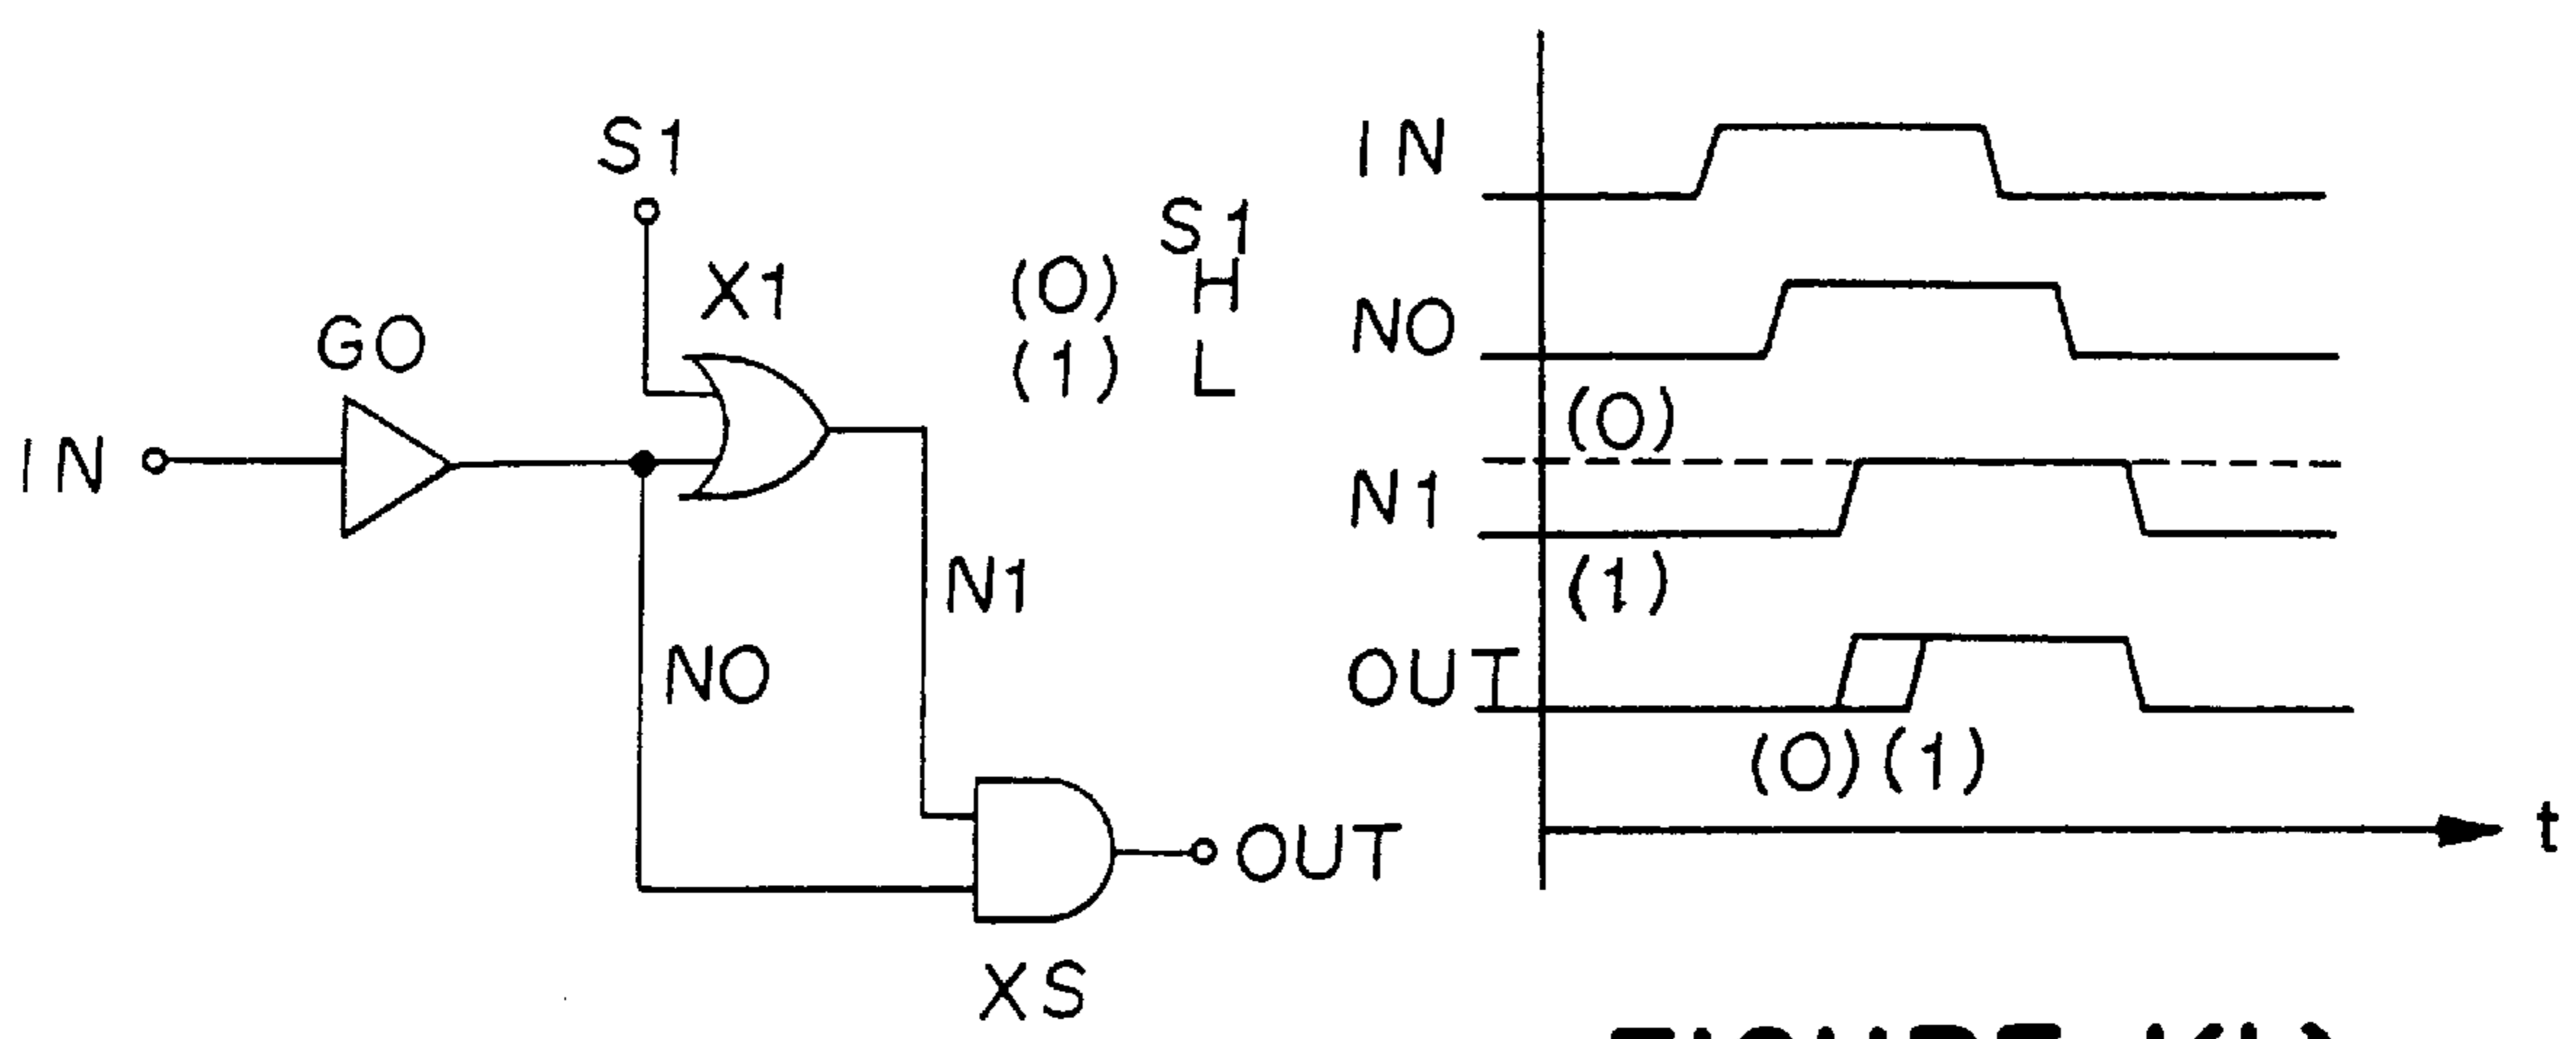 S1
X1
GO
IN
N1
NO
OUT
XS
S1
(0) H
(1) L
IN
NO
(0)
N1
(1)
OUT
(0)(1)
t